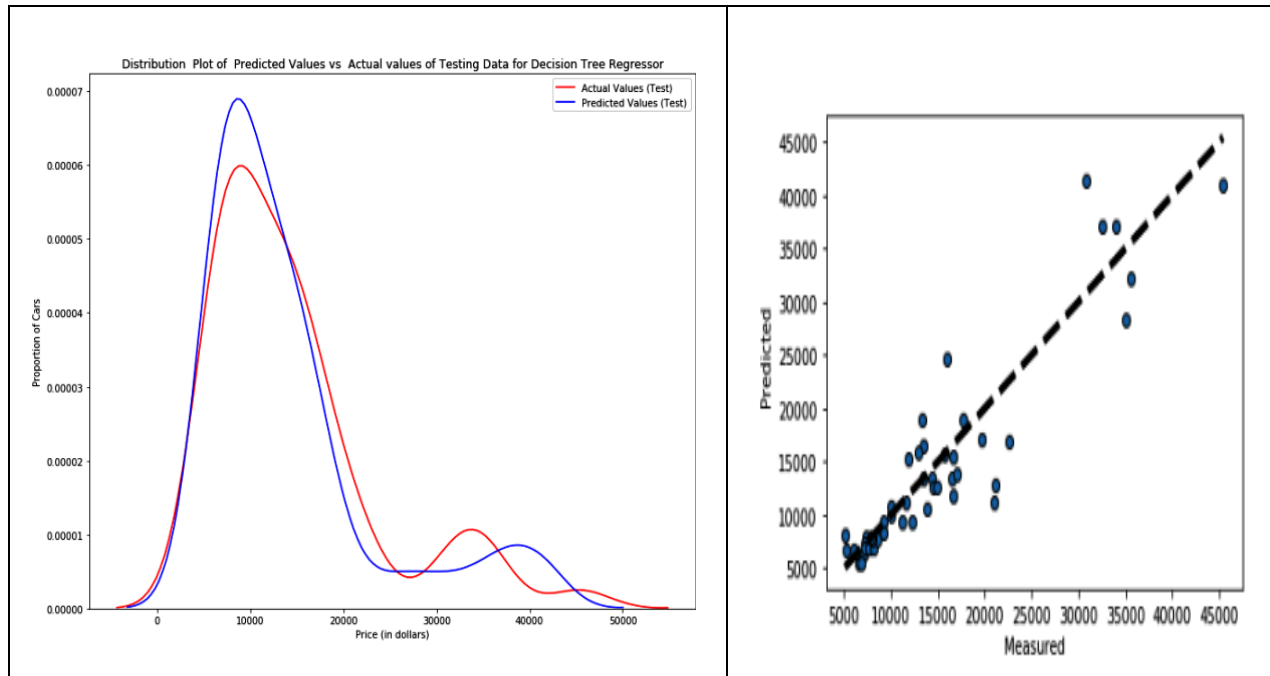 Distribution Plot of Predicted Values vs Actual values of Testing Data for Decision Tree Regressor
Actual Values (Test)
Predicted Values (Test)
0.00007
0.00006
0.00005
0.00004
0.00003
0.00002
0.00001
0.00000
Proportion of Cars
0 10000 20000 30000 40000 50000
Price (in dollars)
45000
40000
35000
30000
25000
20000
15000
10000
5000
Predicted
5000 10000 15000 20000 25000 30000 35000 40000 45000
Measured